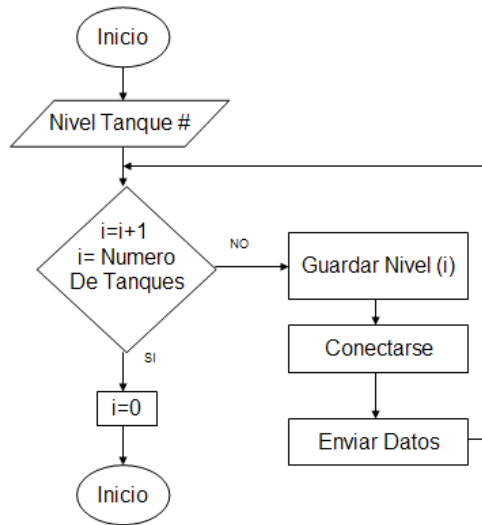 Inicio
Nivel Tanque #
i=i+1
i= Numero
De Tanques
NO
Guardar Nivel (i)
Conectarse
SI
i=0
Enviar Datos
Inicio